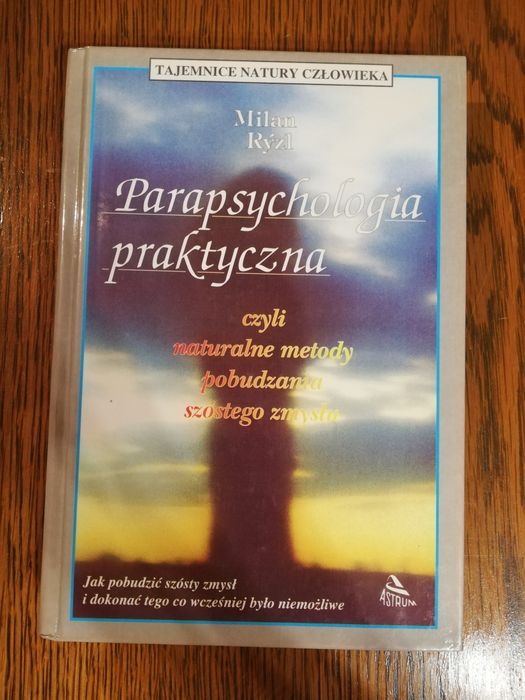 TAJEMNICE NATURY CZŁOWIEKA
Milan
Rýzl
Parapsychologia
praktyczna
czyli
naturalne metody
pobudzania
szóstego zmysłu
Jak pobudzić szósty zmysł
i dokonać tego co wcześniej było niemożliwe
ASTRUM